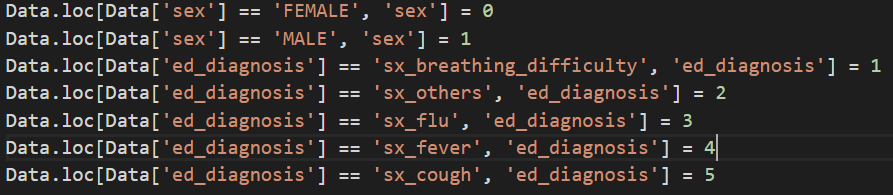 Data.loc[Data['sex'] == 'FEMALE', 'sex'] = 0
Data.loc[Data['sex'] == 'MALE', 'sex'] = 1
Data.loc[Data['ed_diagnosis'] == 'sx_breathing_difficulty', 'ed_diagnosis'] = 1
Data.loc[Data['ed_diagnosis'] == 'sx_others', 'ed_diagnosis'] = 2
Data.loc[Data['ed_diagnosis'] == 'sx_flu', 'ed_diagnosis'] = 3
Data.loc[Data['ed_diagnosis'] == 'sx_fever', 'ed_diagnosis'] = 4
Data.loc[Data['ed_diagnosis'] == 'sx_cough', 'ed_diagnosis'] = 5